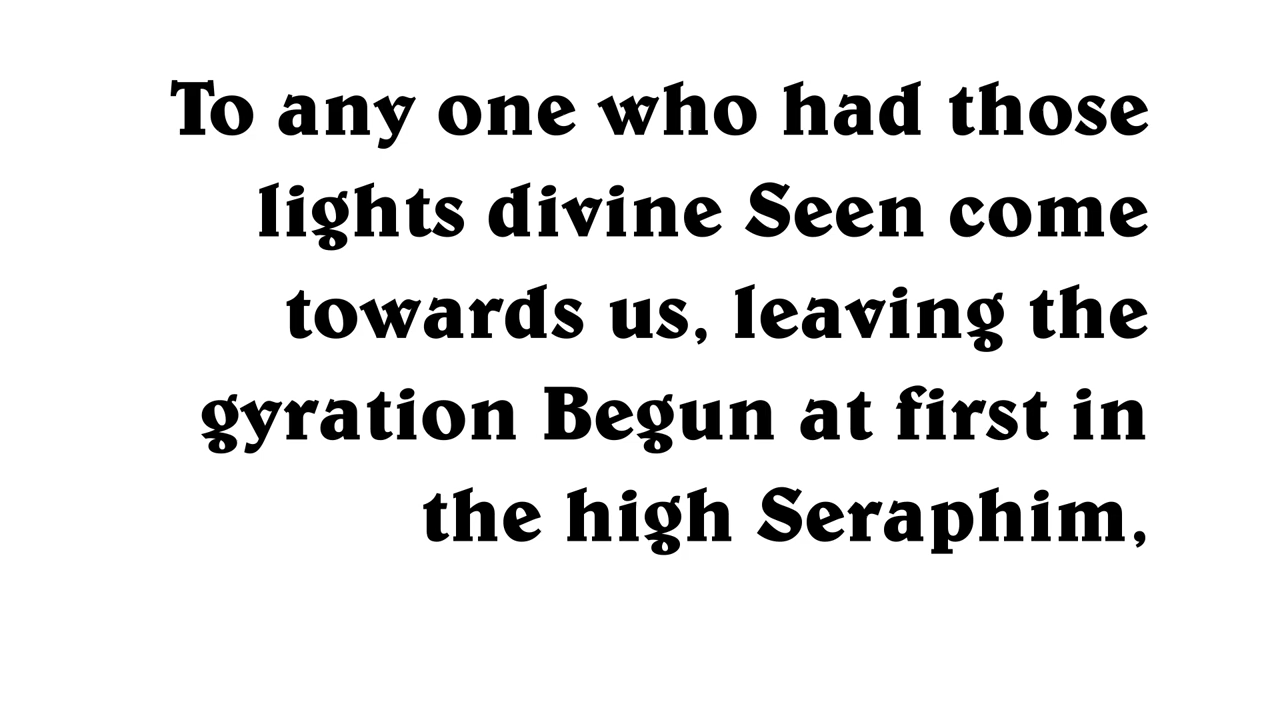 To any one who had those
lights divine Seen come
towards us, leaving the
gyration Begun at first in
the high Seraphim,